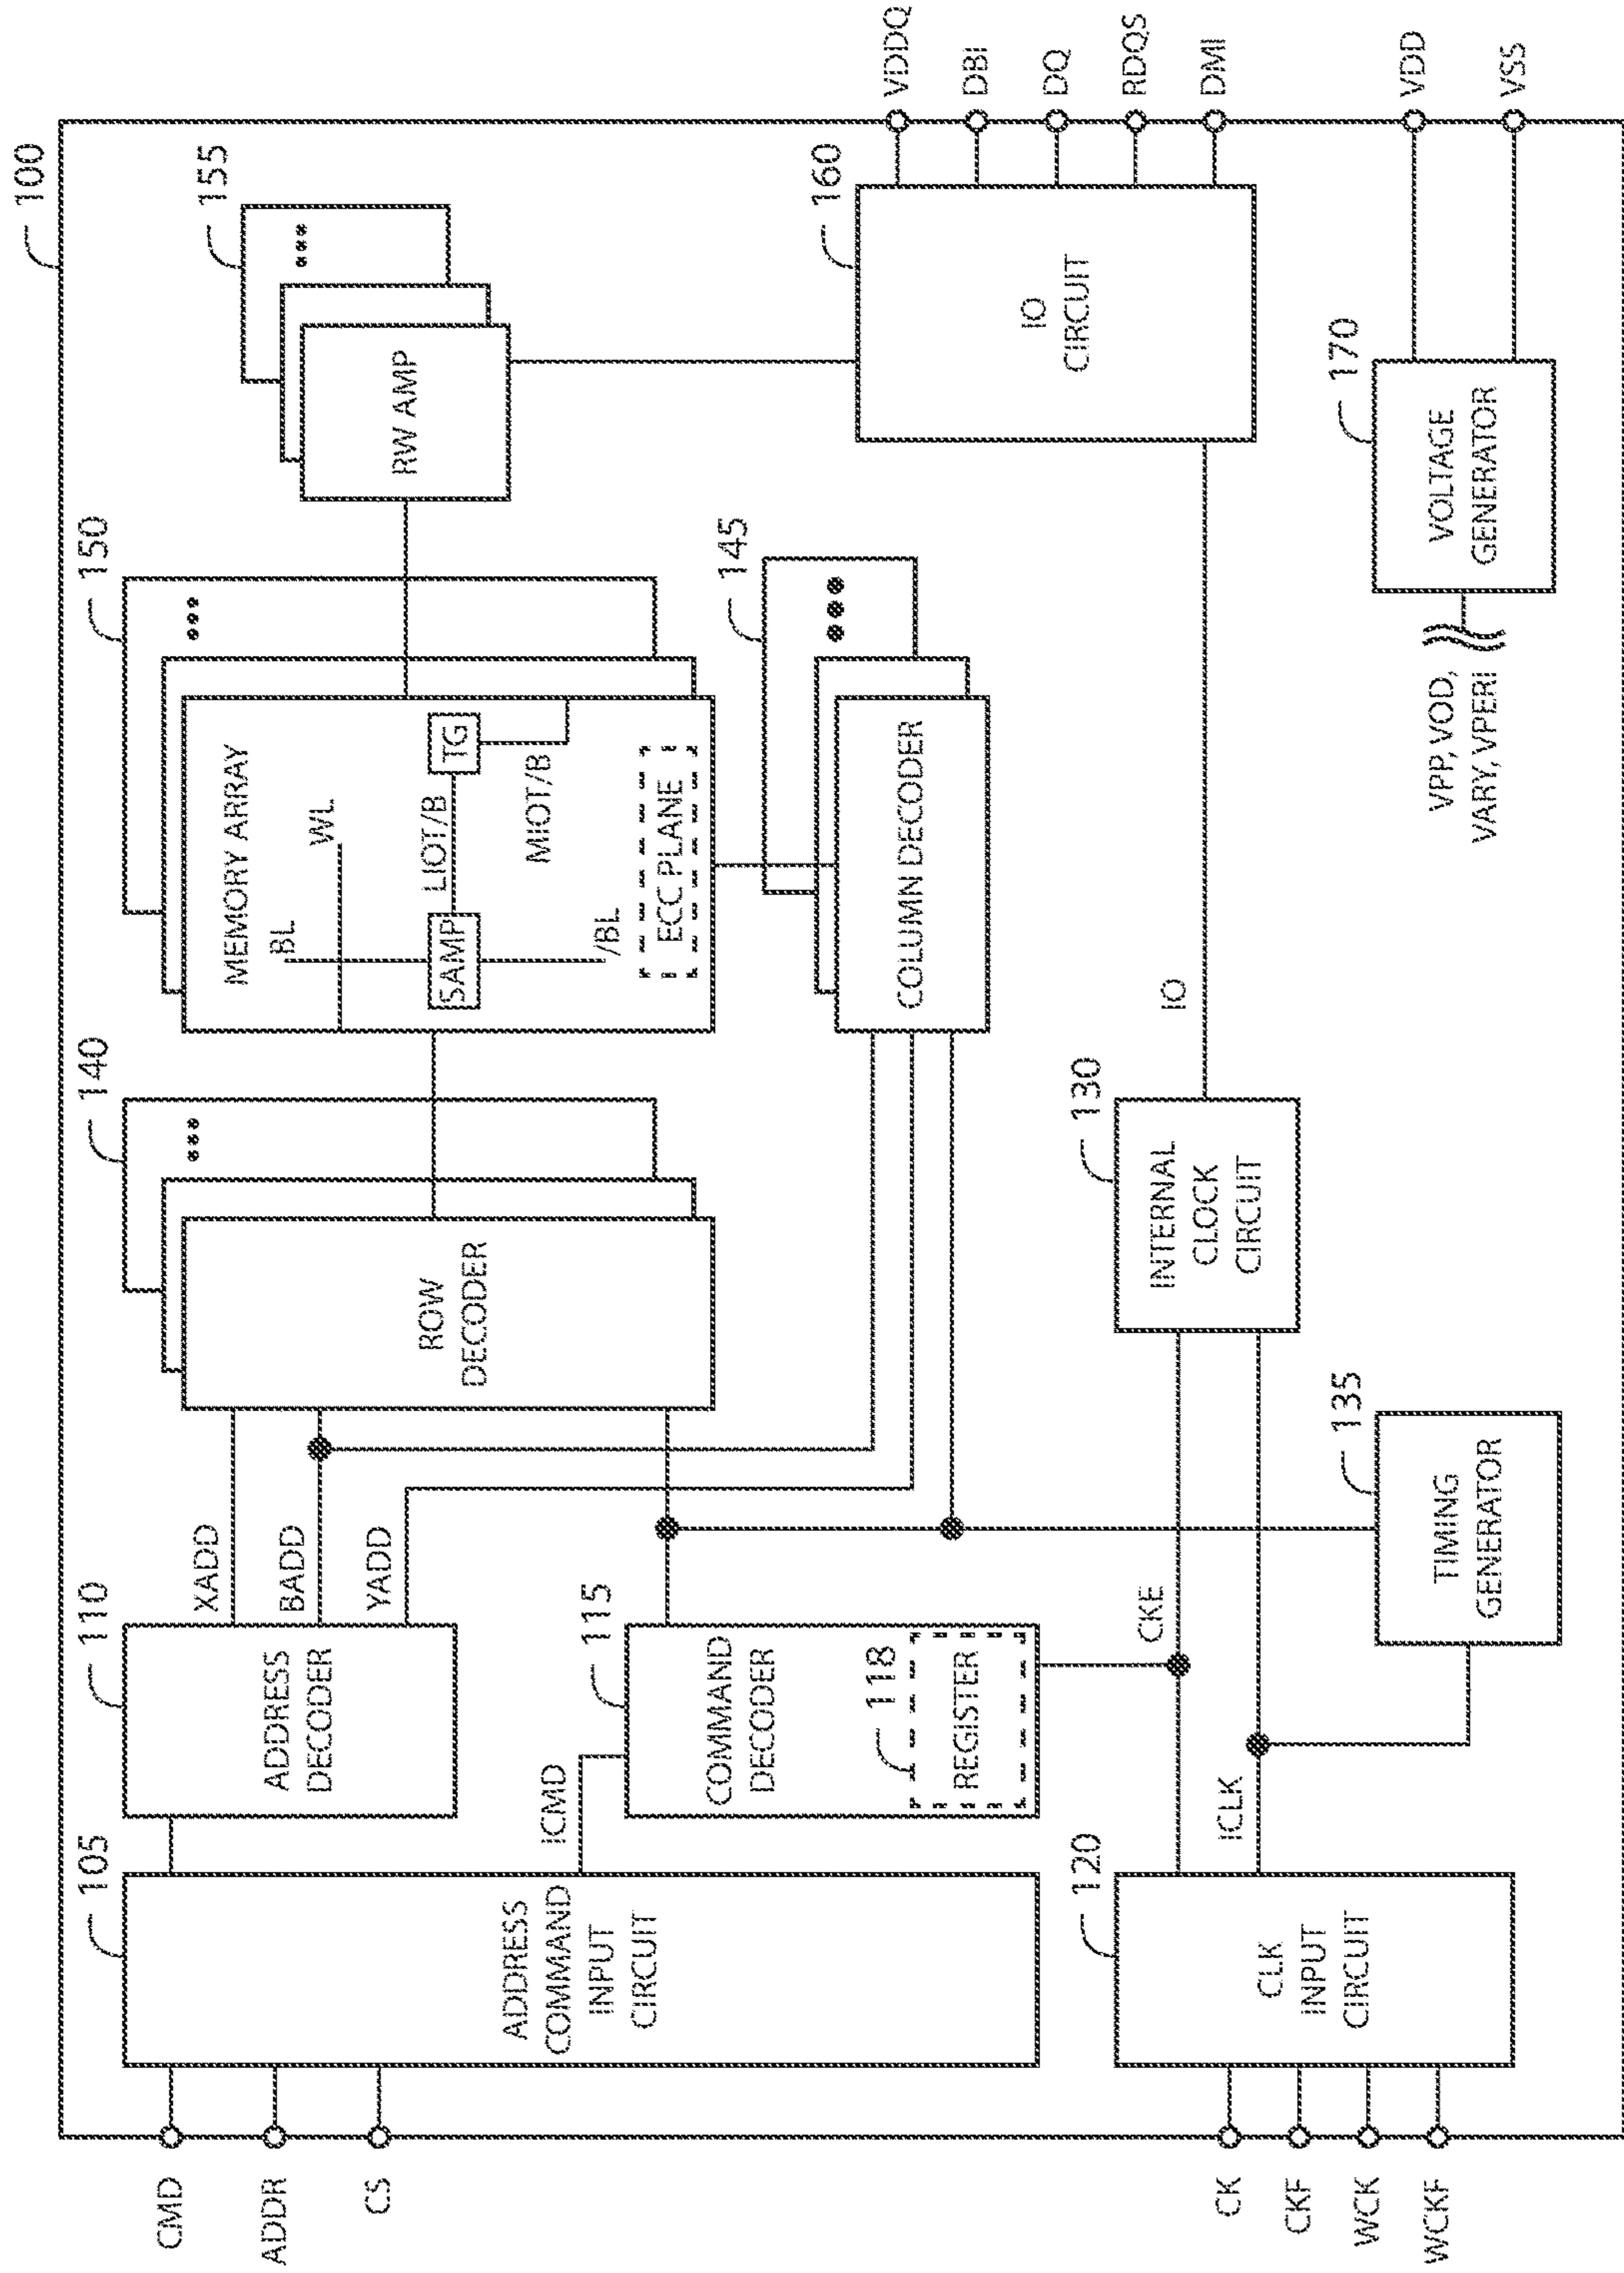 100
CMD
ADDR
CS
105
ADDRESS
COMMAND
INPUT
CIRCUIT
110
ADDRESS
DECODER
XADD
BADD
YADD
ICMD
115
COMMAND
DECODER
118
REGISTER
140
ROW
DECODER
150
MEMORY ARRAY
BL
WL
SAMP
LIOT/B
TG
MIOT/B
/BL
ECC PLANE
155
RW AMP
145
COLUMN DECODER
160
IO
CIRCUIT
VDDQ
DBI
DQ
RDQS
DMI
VDD
VSS
CK
CKF
WCK
WCKF
120
CLK
INPUT
CIRCUIT
CKE
ICLK
130
INTERNAL
CLOCK
CIRCUIT
IO
135
TIMING
GENERATOR
170
VOLTAGE
GENERATOR
VPP, VOD,
VARY, VPERI